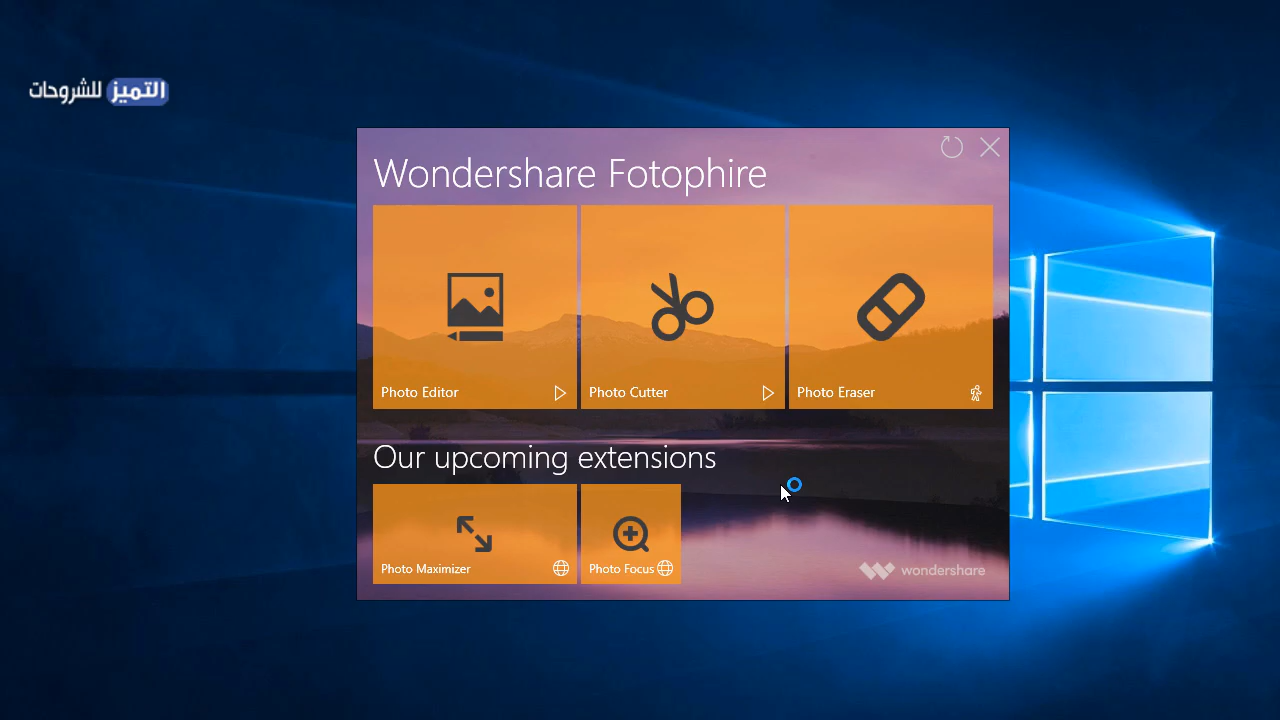 التميز للشروحات
Wondershare Fotophire
Photo Editor
Photo Cutter
Photo Eraser
Our upcoming extensions
Photo Maximizer
Photo Focus
wondershare